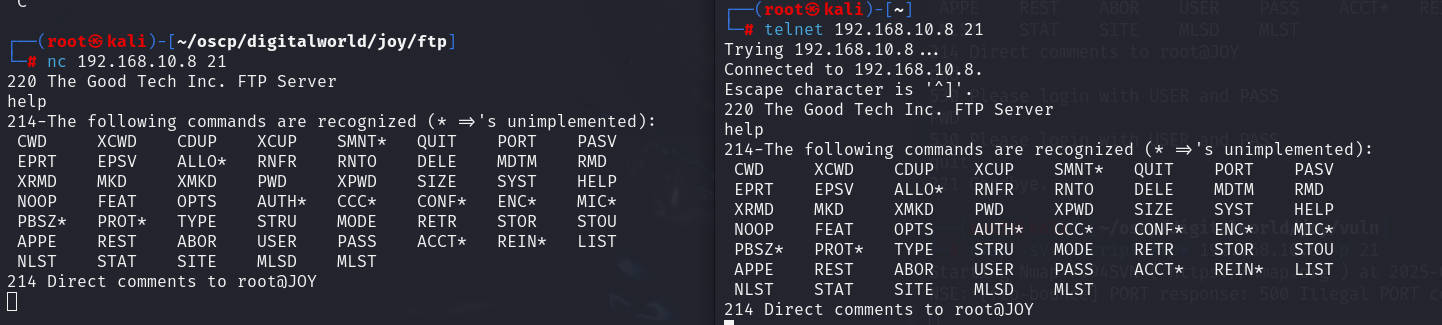 C
┌──(root㉿kali)-[~/oscp/digitalworld/joy/ftp]
└─# nc 192.168.10.8 21
220 The Good Tech Inc. FTP Server
help
214-The following commands are recognized (* =>'s unimplemented):
CWD XCWD CDUP XCUP SMNT* QUIT PORT PASV
EPRT EPSV ALLO* RNFR RNTO DELE MDTM RMD
XRMD MKD XMKD PWD XPWD SIZE SYST HELP
NOOP FEAT OPTS AUTH* CCC* CONF* ENC* MIC*
PBSZ* PROT* TYPE STRU MODE RETR STOR STOU
APPE REST ABOR USER PASS ACCT* REIN* LIST
NLST STAT SITE MLSD MLST
214 Direct comments to root@JOY
┌──(root㉿kali)-[~]
└─# telnet 192.168.10.8 21
Trying 192.168.10.8...
Connected to 192.168.10.8.
Escape character is '^]'.
220 The Good Tech Inc. FTP Server
help
214-The following commands are recognized (* =>'s unimplemented):
CWD XCWD CDUP XCUP SMNT* QUIT PORT PASV
EPRT EPSV ALLO* RNFR RNTO DELE MDTM RMD
XRMD MKD XMKD PWD XPWD SIZE SYST HELP
NOOP FEAT OPTS AUTH* CCC* CONF* ENC* MIC*
PBSZ* PROT* TYPE STRU MODE RETR STOR STOU
APPE REST ABOR USER PASS ACCT* REIN* LIST
NLST STAT SITE MLSD MLST
214 Direct comments to root@JOY